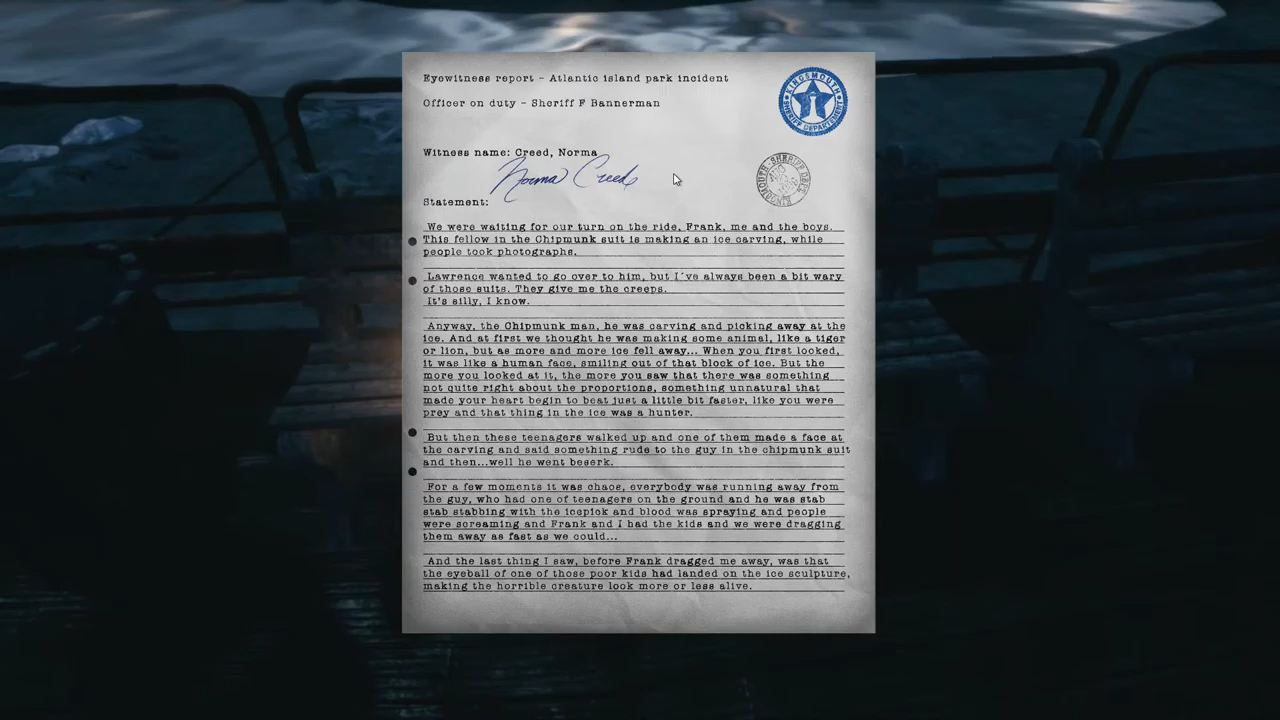 Eyewitness report - Atlantic island park incident
Officer on duty - Sheriff F Bannerman
KINGSMOUTH
SHERIFF DEPARTMENT
Witness name: Creed, Norma
Norma Creed
KINGSMOUTH - SHERIFF DEPT.
Statement:
We were waiting for our turn on the ride, Frank, me and the boys.
This fellow in the Chipmunk suit is making an ice carving, while
people took photographs.
Lawrence wanted to go over to him, but I´ve always been a bit wary
of those suits. They give me the creeps.
It's silly, I know.
Anyway, the Chipmunk man, he was carving and picking away at the
ice. And at first we thought he was making some animal, like a tiger
or lion, but as more and more ice fell away... When you first looked,
it was like a human face, smiling out of that block of ice. But the
more you looked at it, the more you saw that there was something
not quite right about the proportions, something unnatural that
made your heart begin to beat just a little bit faster, like you were
prey and that thing in the ice was a hunter.
But then these teenagers walked up and one of them made a face at
the carving and said something rude to the guy in the chipmunk suit
and then...well he went beserk.
For a few moments it was chaos, everybody was running away from
the guy, who had one of teenagers on the ground and he was stab
stab stabbing with the icepick and blood was spraying and people
were screaming and Frank and I had the kids and we were dragging
them away as fast as we could...
And the last thing I saw, before Frank dragged me away, was that
the eyeball of one of those poor kids had landed on the ice sculpture,
making the horrible creature look more or less alive.